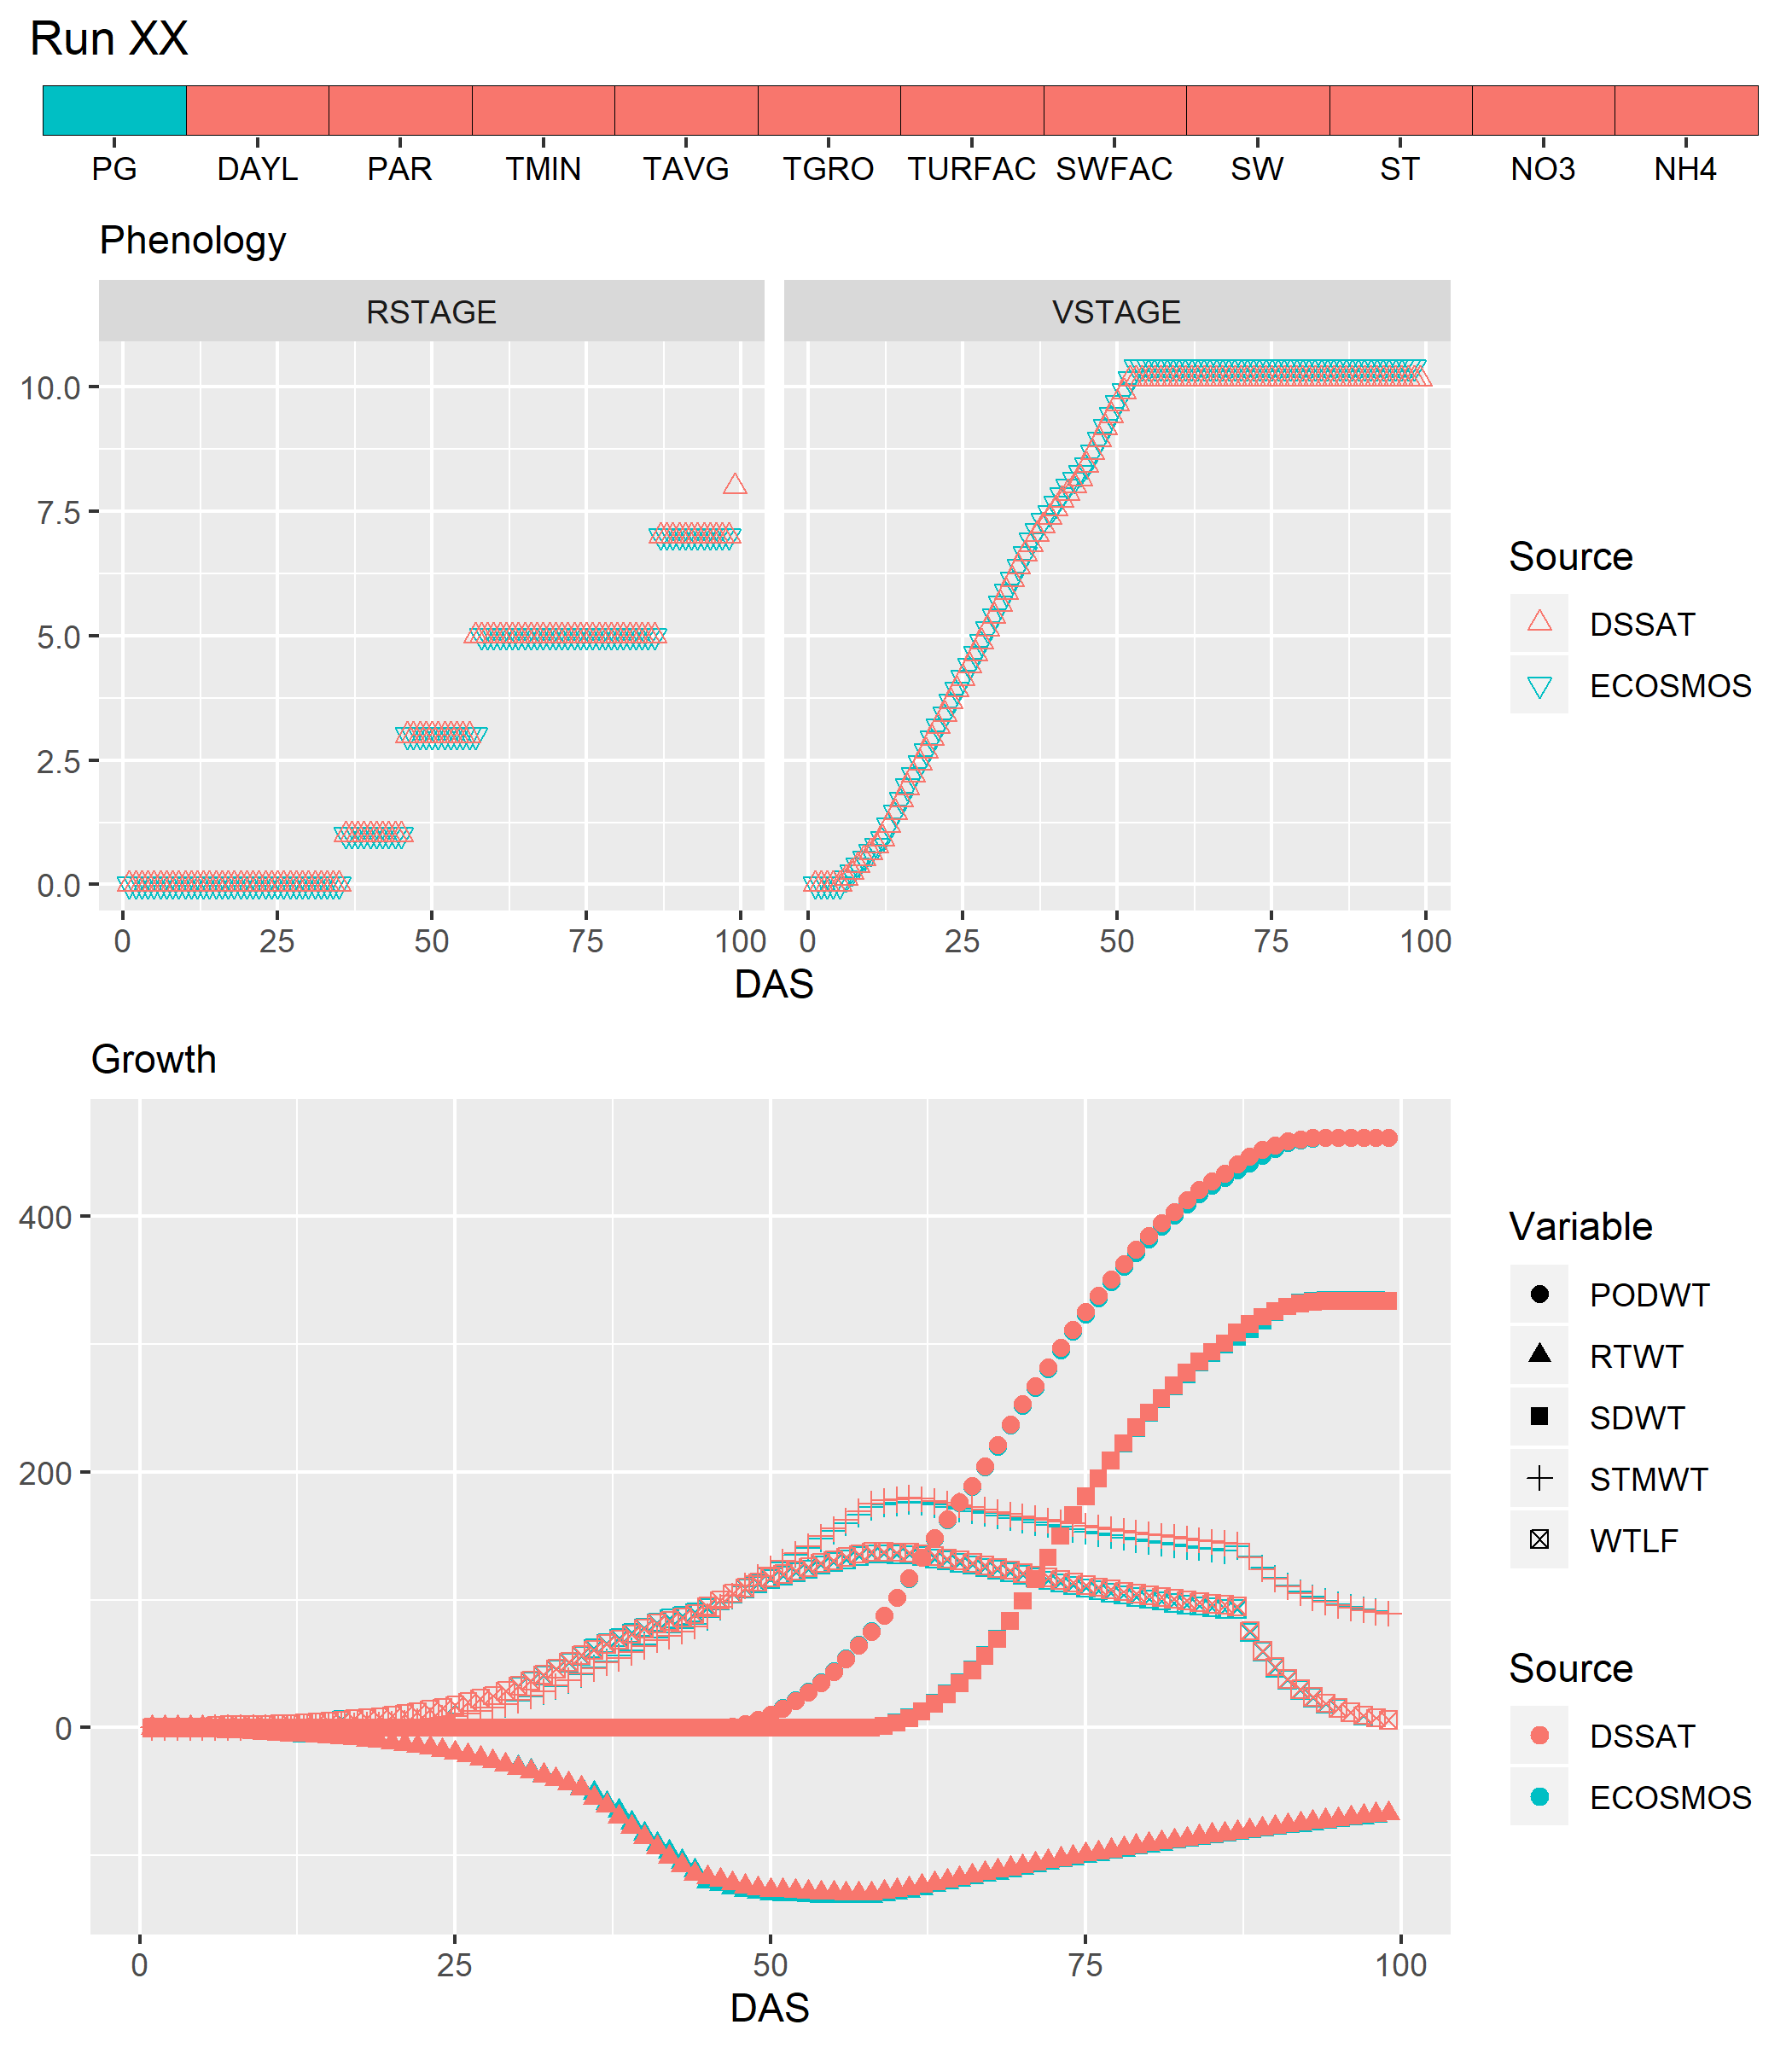 Run XX
PG DAYL PAR TMIN TAVG TGRO TURFAC SWFAC SW ST NO3 NH4
Phenology
RSTAGE VSTAGE
10.0
7.5
5.0
2.5
0.0
0 25 50 75 100 0 25 50 75 100
DAS
Source
DSSAT
ECOSMOS
Growth
400
200
0
0 25 50 75 100
DAS
Variable
PODWT
RTWT
SDWT
STMWT
WTLF
Source
DSSAT
ECOSMOS